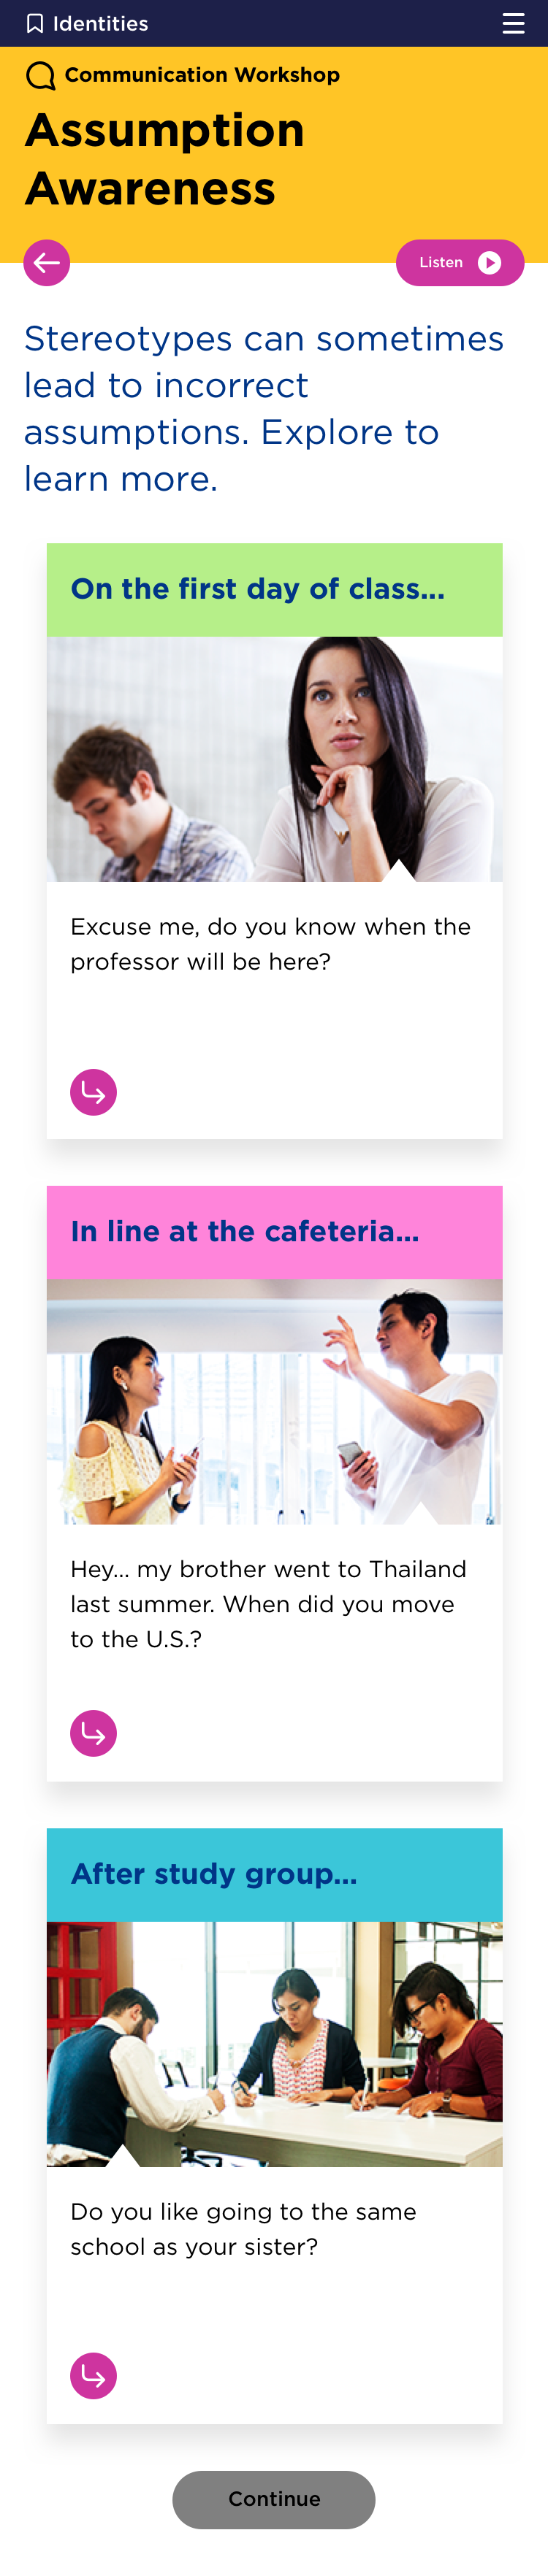 Identities
Communication Workshop
Assumption
Awareness
Listen
Stereotypes can sometimes
lead to incorrect
assumptions. Explore to
learn more.
On the first day of class...
Excuse me, do you know when the
professor will be here?
In line at the cafeteria...
Hey... my brother went to Thailand
last summer. When did you move
to the U.S.?
After study group...
Do you like going to the same
school as your sister?
Continue